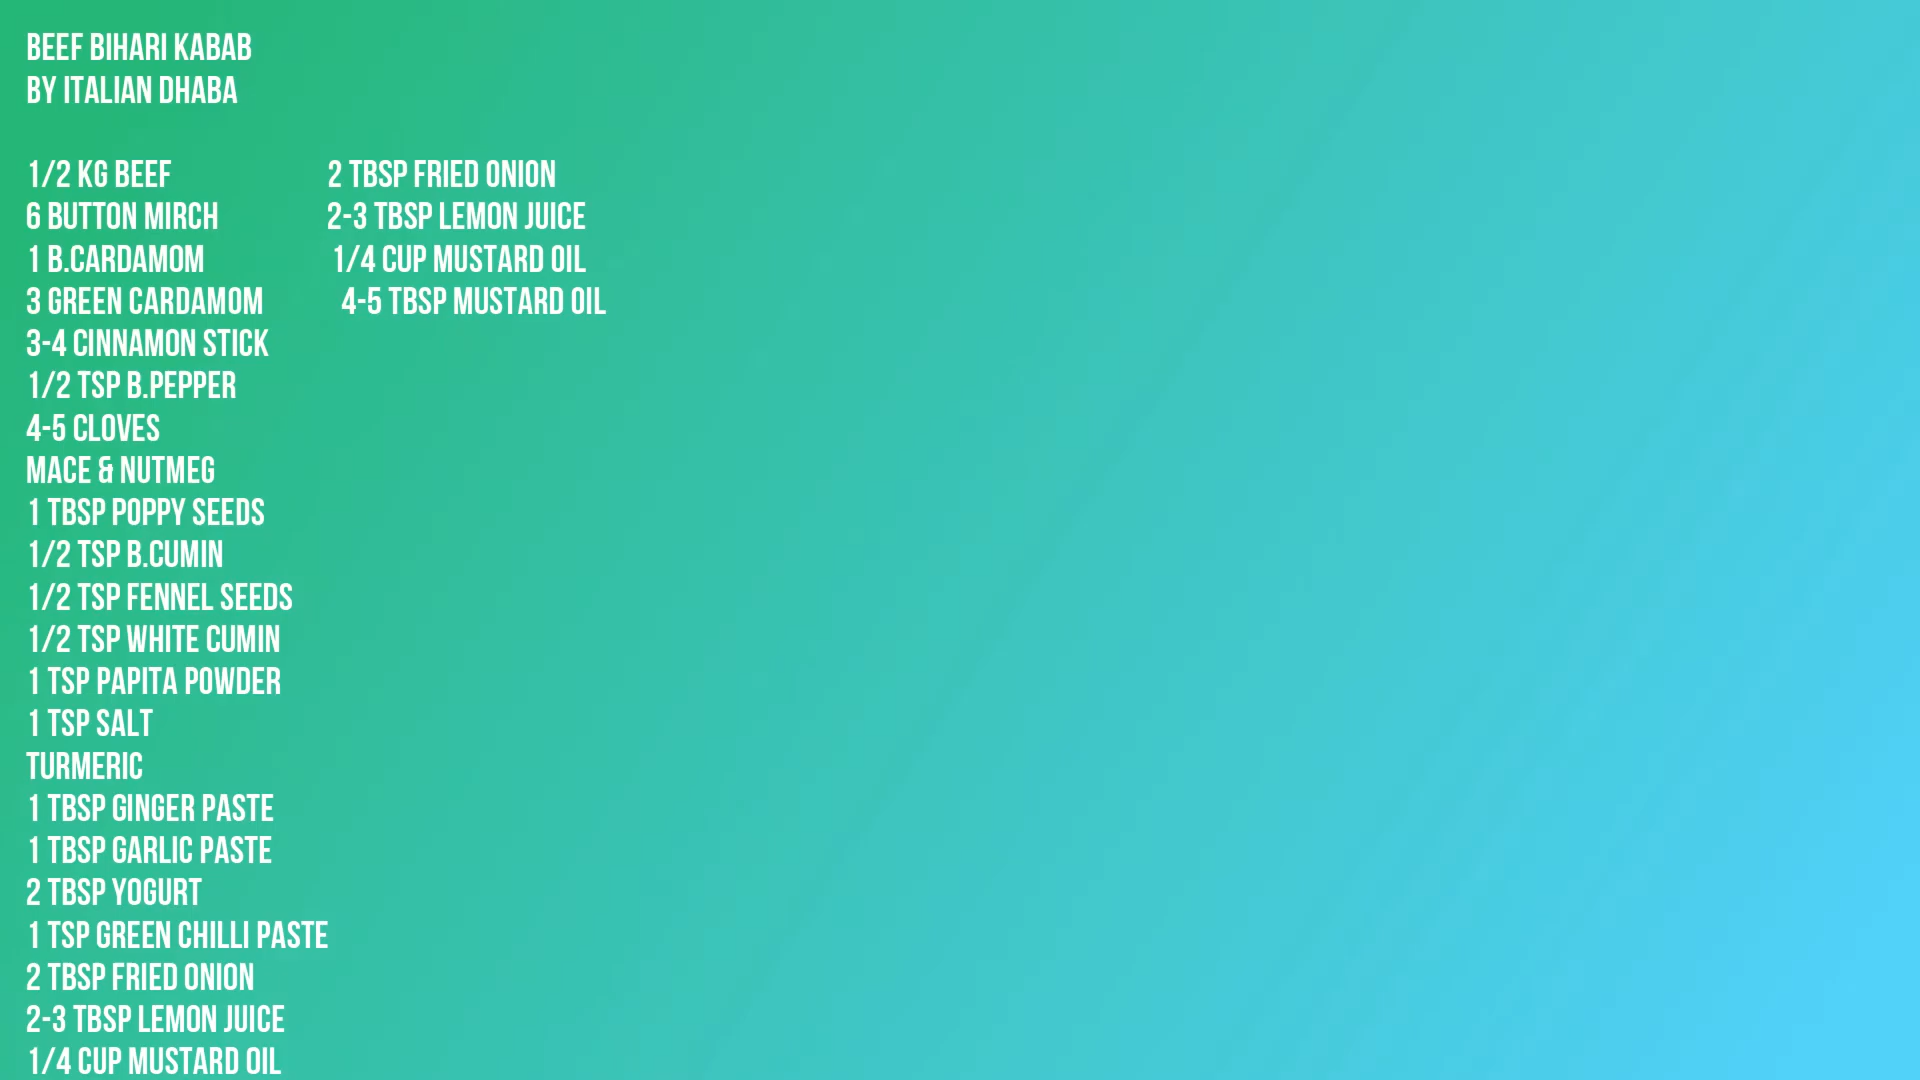 BEEF BIHARI KABAB
BY ITALIAN DHABA
1/2 KG BEEF
6 BUTTON MIRCH
1 B.CARDAMOM
3 GREEN CARDAMOM
3-4 CINNAMON STICK
1/2 TSP B.PEPPER
4-5 CLOVES
MACE & NUTMEG
1 TBSP POPPY SEEDS
1/2 TSP B.CUMIN
1/2 TSP FENNEL SEEDS
1/2 TSP WHITE CUMIN
1 TSP PAPITA POWDER
1 TSP SALT
TURMERIC
1 TBSP GINGER PASTE
1 TBSP GARLIC PASTE
2 TBSP YOGURT
1 TSP GREEN CHILLI PASTE
2 TBSP FRIED ONION
2-3 TBSP LEMON JUICE
1/4 CUP MUSTARD OIL
2 TBSP FRIED ONION
2-3 TBSP LEMON JUICE
1/4 CUP MUSTARD OIL
4-5 TBSP MUSTARD OIL